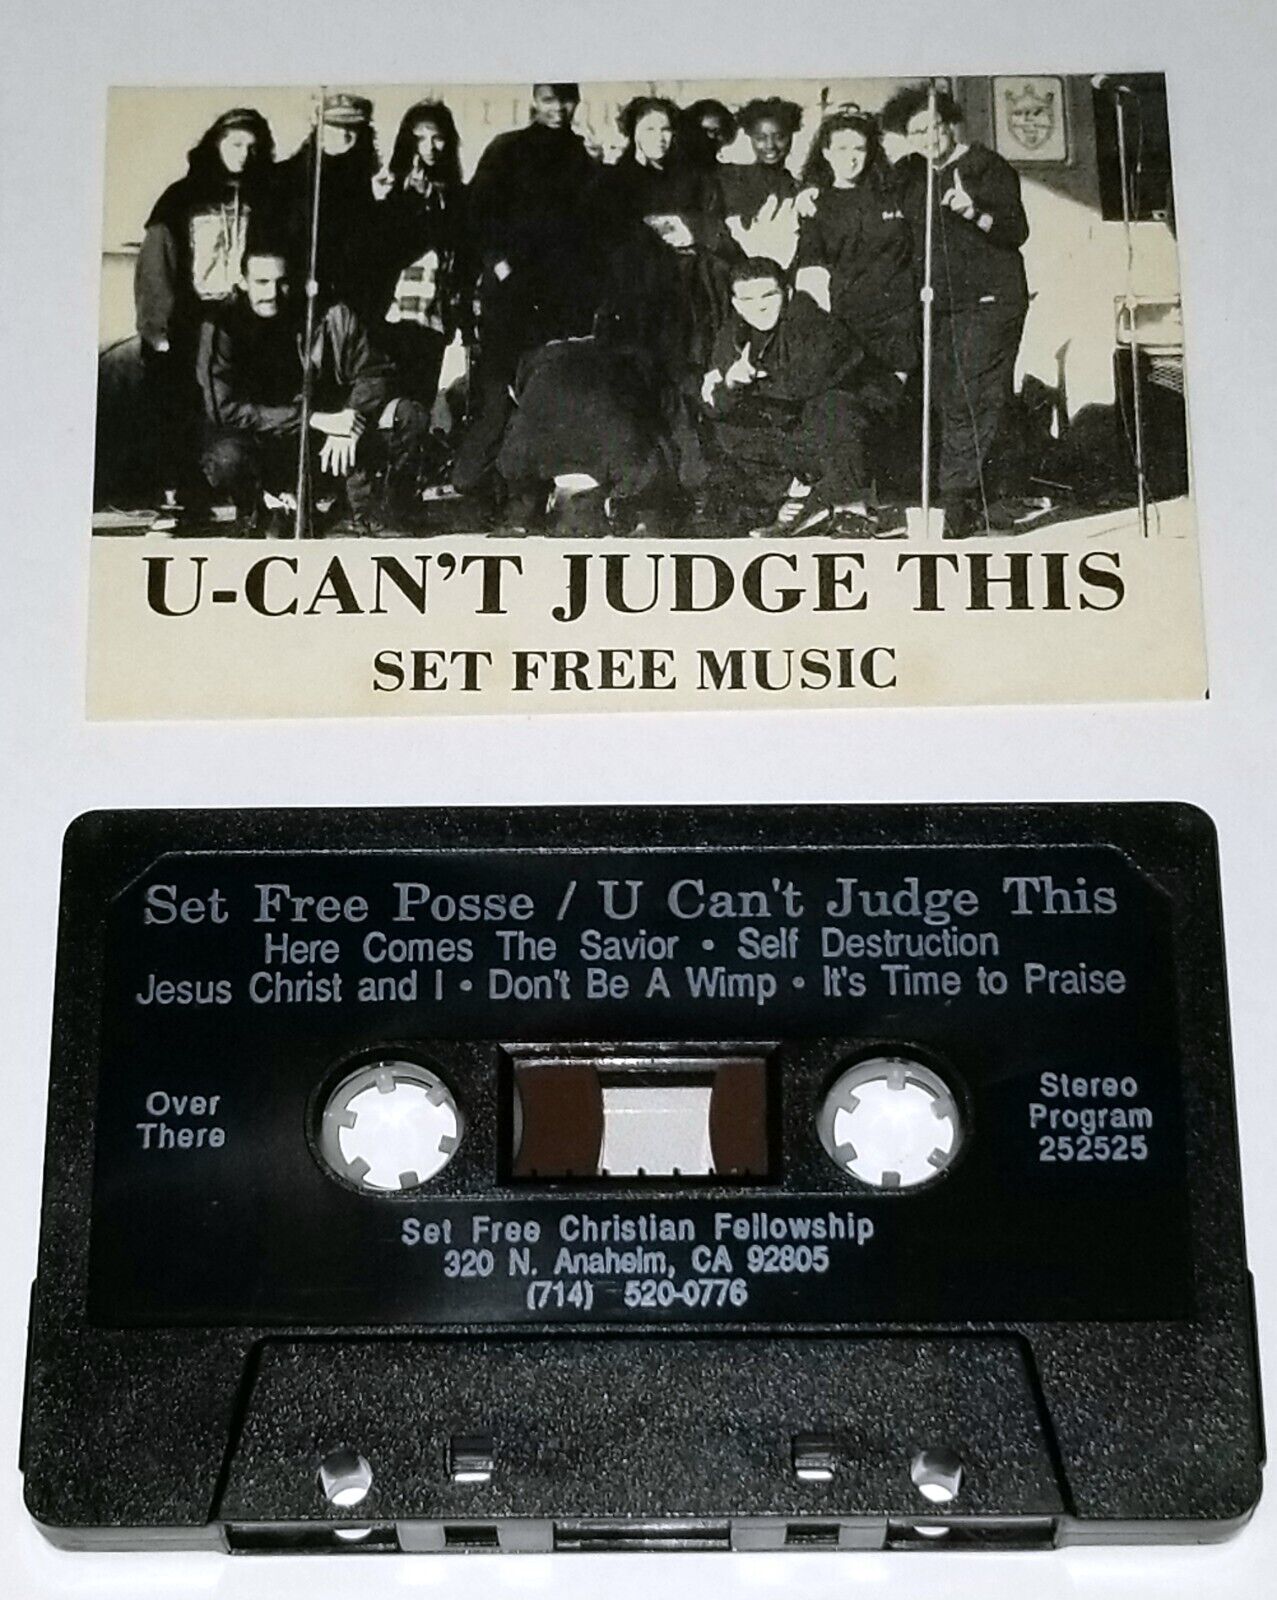 U-CAN'T JUDGE THIS
SET FREE MUSIC
Set Free Posse / U Can't Judge This
Here Comes The Savior • Self Destruction
Jesus Christ and I • Don't Be A Wimp • It's Time to Praise
Over
There
Stereo
Program
252525
Set Free Christian Fellowship
320 N. Anaheim, CA 92805
(714) 520-0776